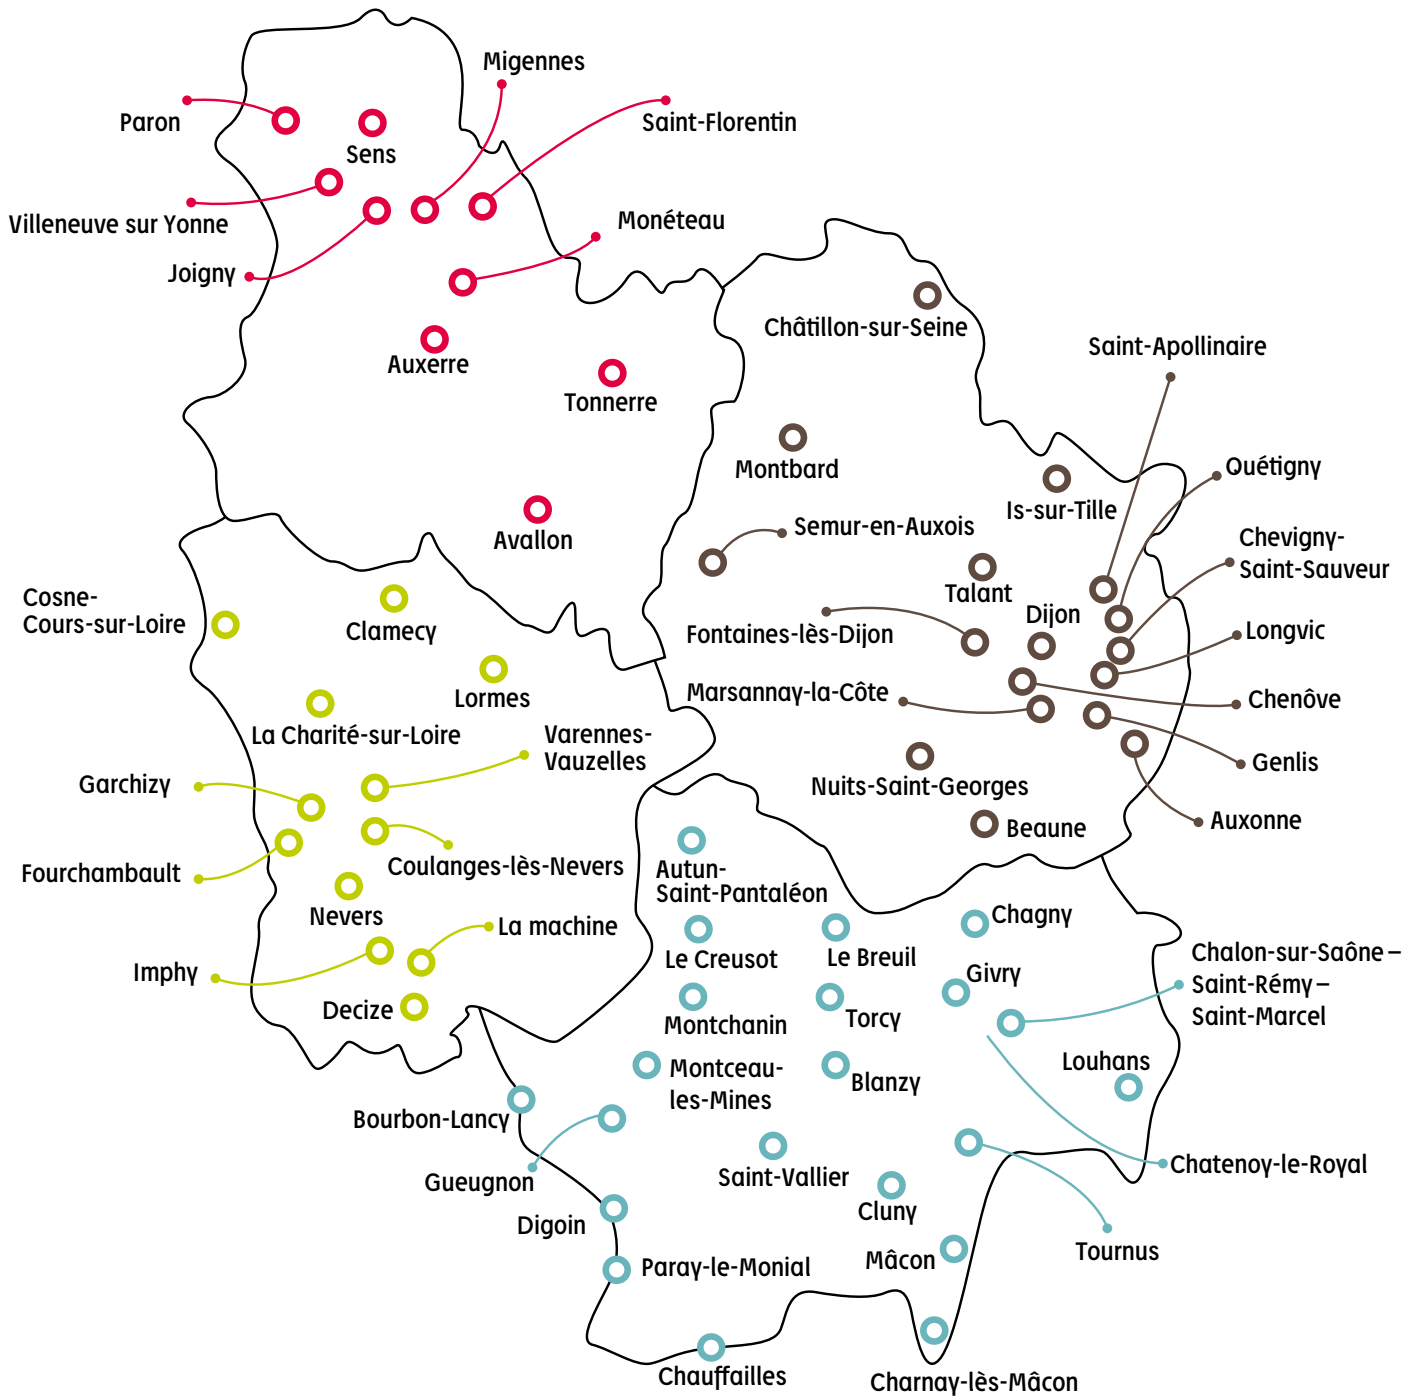 Migennes
Paron
Saint-Florentin
Sens
Villeneuve sur Yonne
Monéteau
Joigny
Auxerre
Tonnerre
Avallon
Châtillon-sur-Seine
Saint-Apollinaire
Montbard
Quétigny
Is-sur-Tille
Semur-en-Auxois
Chevigny-
Saint-Sauveur
Talant
Dijon
Fontaines-lès-Dijon
Longvic
Marsannay-la-Côte
Chenôve
Genlis
Nuits-Saint-Georges
Auxonne
Beaune
Cosne-
Cours-sur-Loire
Clamecy
Lormes
La Charité-sur-Loire
Varennes-
Vauzelles
Garchizy
Coulanges-lès-Nevers
Fourchambault
Nevers
La machine
Imphy
Decize
Autun-
Saint-Pantaléon
Chagny
Le Creusot
Le Breuil
Givry
Chalon-sur-Saône –
Saint-Rémy –
Saint-Marcel
Montchanin
Torcy
Louhans
Montceau-
les-Mines
Blanzy
Bourbon-Lancy
Gueugnon
Saint-Vallier
Chatenoy-le-Royal
Cluny
Digoin
Tournus
Mâcon
Paray-le-Monial
Chauffailles
Charnay-lès-Mâcon